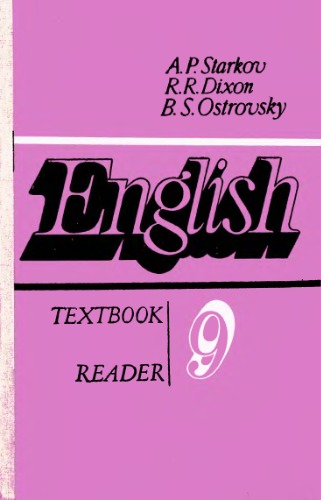 A.P. Starkov
R.R. Dixon
B.S. Ostrovsky
English
TEXTBOOK
READER
9